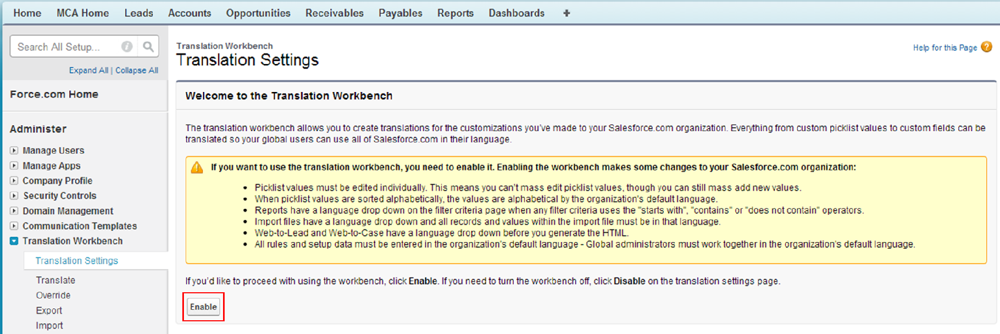 Home MCA Home Leads Accounts Opportunities Receivables Payables Reports Dashboards +
Search All Setup...
Expand All | Collapse All
Force.com Home
Administer
Manage Users
Manage Apps
Company Profile
Security Controls
Domain Management
Communication Templates
Translation Workbench
Translation Settings
Translate
Override
Export
Import
Translation Workbench
Translation Settings
Help for this Page ?
Welcome to the Translation Workbench
The translation workbench allows you to create translations for the customizations you've made to your Salesforce.com organization. Everything from custom picklist values to custom fields can be
translated so your global users can use all of Salesforce.com in their language.
If you want to use the translation workbench, you need to enable it. Enabling the workbench makes some changes to your Salesforce.com organization:
• Picklist values must be edited individually. This means you can't mass edit picklist values, though you can still mass add new values.
• When picklist values are sorted alphabetically, the values are alphabetical by the organization's default language.
• Reports have a language drop down on the filter criteria page when any filter criteria uses the "starts with", "contains" or "does not contain" operators.
• Import files have a language drop down and all records and values within the import file must be in that language.
• Web-to-Lead and Web-to-Case have a language drop down before you generate the HTML.
• All rules and setup data must be entered in the organization's default language - Global administrators must work together in the organization's default language.
If you'd like to proceed with using the workbench, click Enable. If you need to turn the workbench off, click Disable on the translation settings page.
Enable